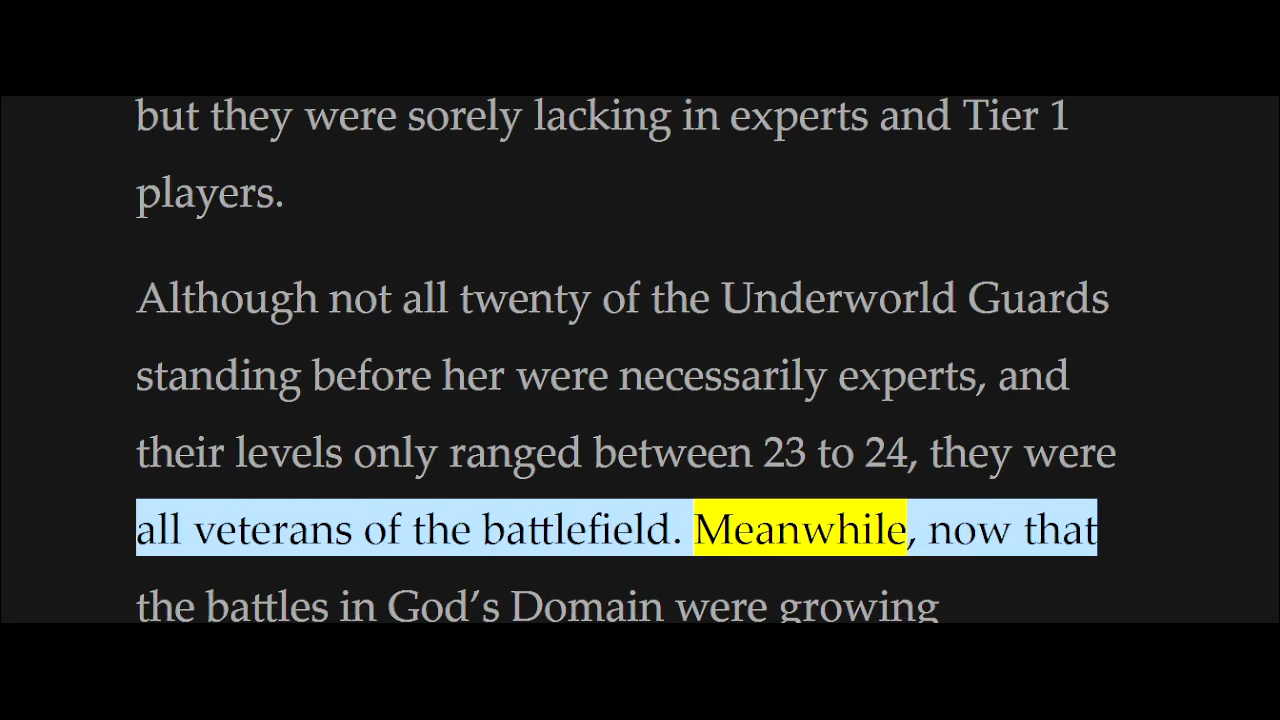 but they were sorely lacking in experts and Tier 1
players.
Although not all twenty of the Underworld Guards
standing before her were necessarily experts, and
their levels only ranged between 23 to 24, they were
all veterans of the battlefield. Meanwhile, now that
the battles in God’s Domain were growing